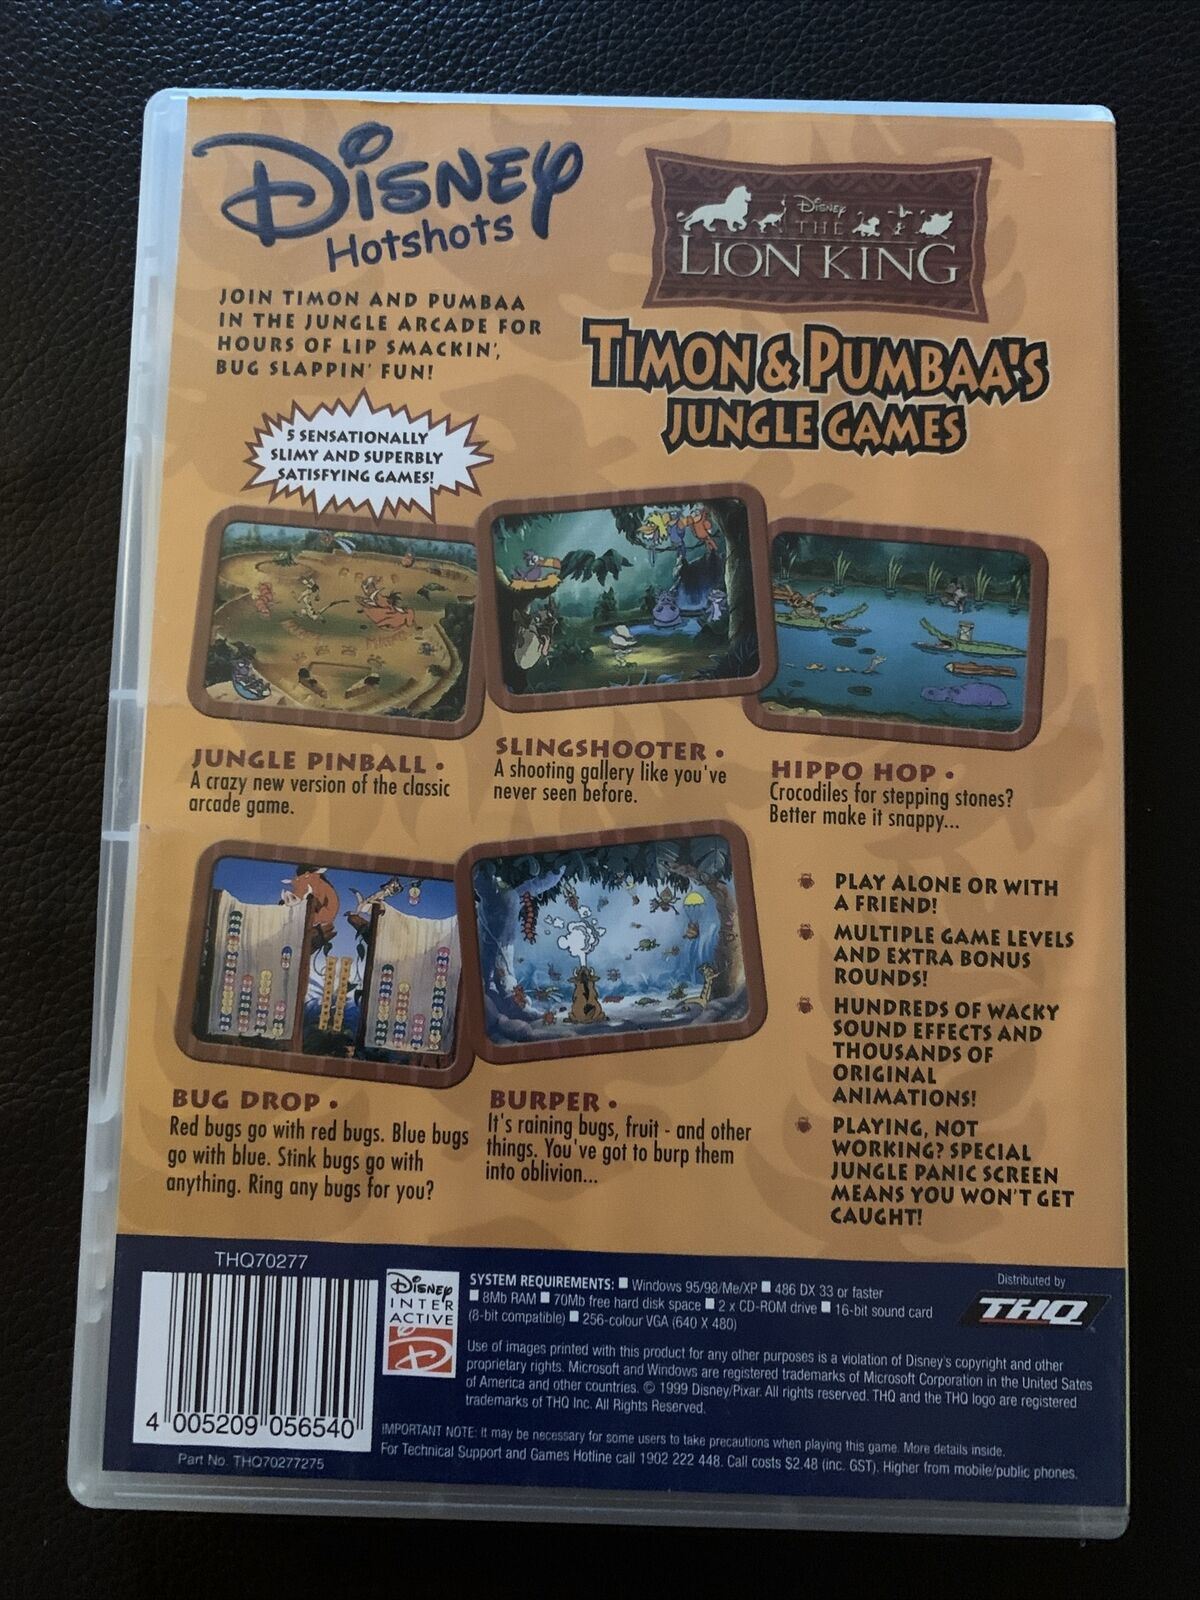 Disney
Hotshots
JOIN TIMON AND PUMBAA
IN THE JUNGLE ARCADE FOR
HOURS OF LIP SMACKIN',
BUG SLAPPIN' FUN!
5 SENSATIONALLY
SLIMY AND SUPERBLY
SATISFYING GAMES!
Disney
THE
LION KING
TIMON & PUMBAA'S
JUNGLE GAMES
JUNGLE PINBALL •
A crazy new version of the classic
arcade game.
SLINGSHOOTER •
A shooting gallery like you've
never seen before.
HIPPO HOP •
Crocodiles for stepping stones?
Better make it snappy...
BUG DROP •
Red bugs go with red bugs. Blue bugs
go with blue. Stink bugs go with
anything. Ring any bugs for you?
BURPER •
It's raining bugs, fruit - and other
things. You've got to burp them
into oblivion...
PLAY ALONE OR WITH
A FRIEND!
MULTIPLE GAME LEVELS
AND EXTRA BONUS
ROUNDS!
HUNDREDS OF WACKY
SOUND EFFECTS AND
THOUSANDS OF
ORIGINAL
ANIMATIONS!
PLAYING, NOT
WORKING? SPECIAL
JUNGLE PANIC SCREEN
MEANS YOU WON'T GET
CAUGHT!
THQ70277
4 005209 056540
Part No. THQ70277275
Disney
INTER
ACTIVE
SYSTEM REQUIREMENTS: ■ Windows 95/98/Me/XP ■ 486 DX 33 or faster
■ 8Mb RAM ■ 70Mb free hard disk space ■ 2 x CD-ROM drive ■ 16-bit sound card
(8-bit compatible) ■ 256-colour VGA (640 X 480)
Distributed by
THQ
Use of images printed with this product for any other purposes is a violation of Disney's copyright and other
proprietary rights. Microsoft and Windows are registered trademarks of Microsoft Corporation in the United Sates
of America and other countries. © 1999 Disney/Pixar. All rights reserved. THQ and the THQ logo are registered
trademarks of THQ Inc. All Rights Reserved.
IMPORTANT NOTE: It may be necessary for some users to take precautions when playing this game. More details inside.
For Technical Support and Games Hotline call 1902 222 448. Call costs $2.48 (inc. GST). Higher from mobile/public phones.